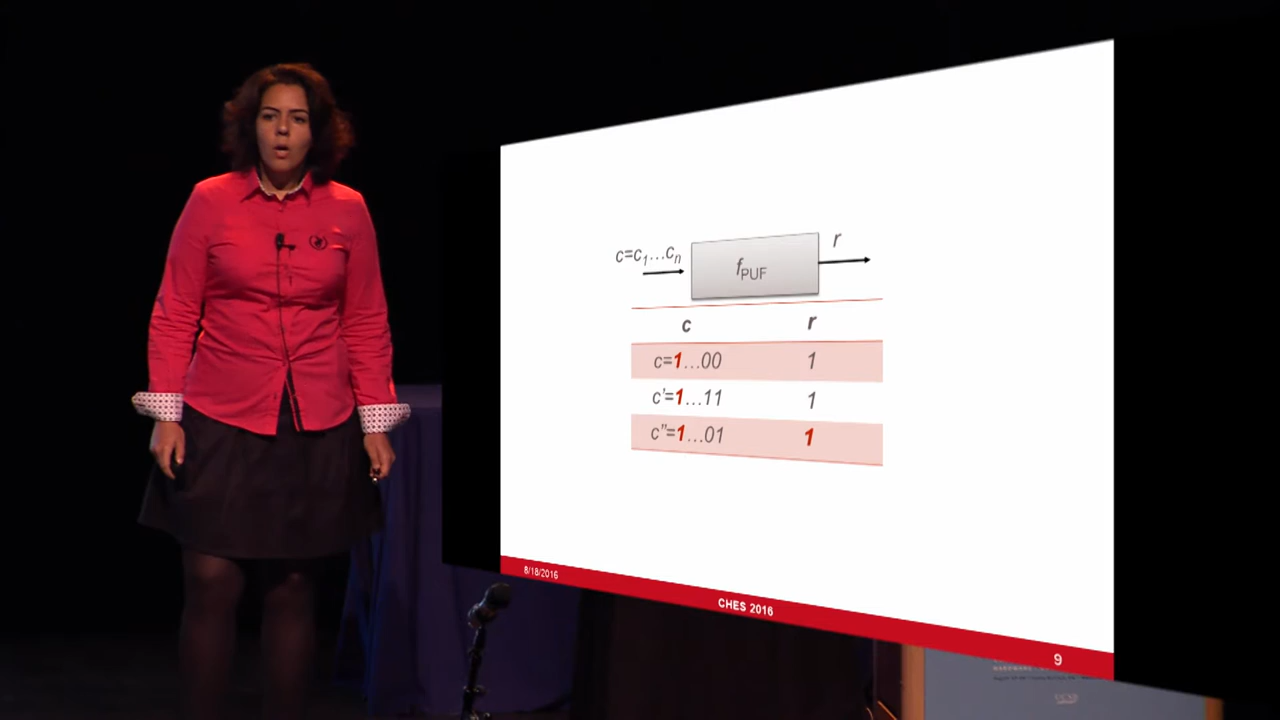 c=c1…cn
fPUF
r
c r
c=1…00 1
c'=1…11 1
c''=1…01 1
8/18/2016
CHES 2016
9